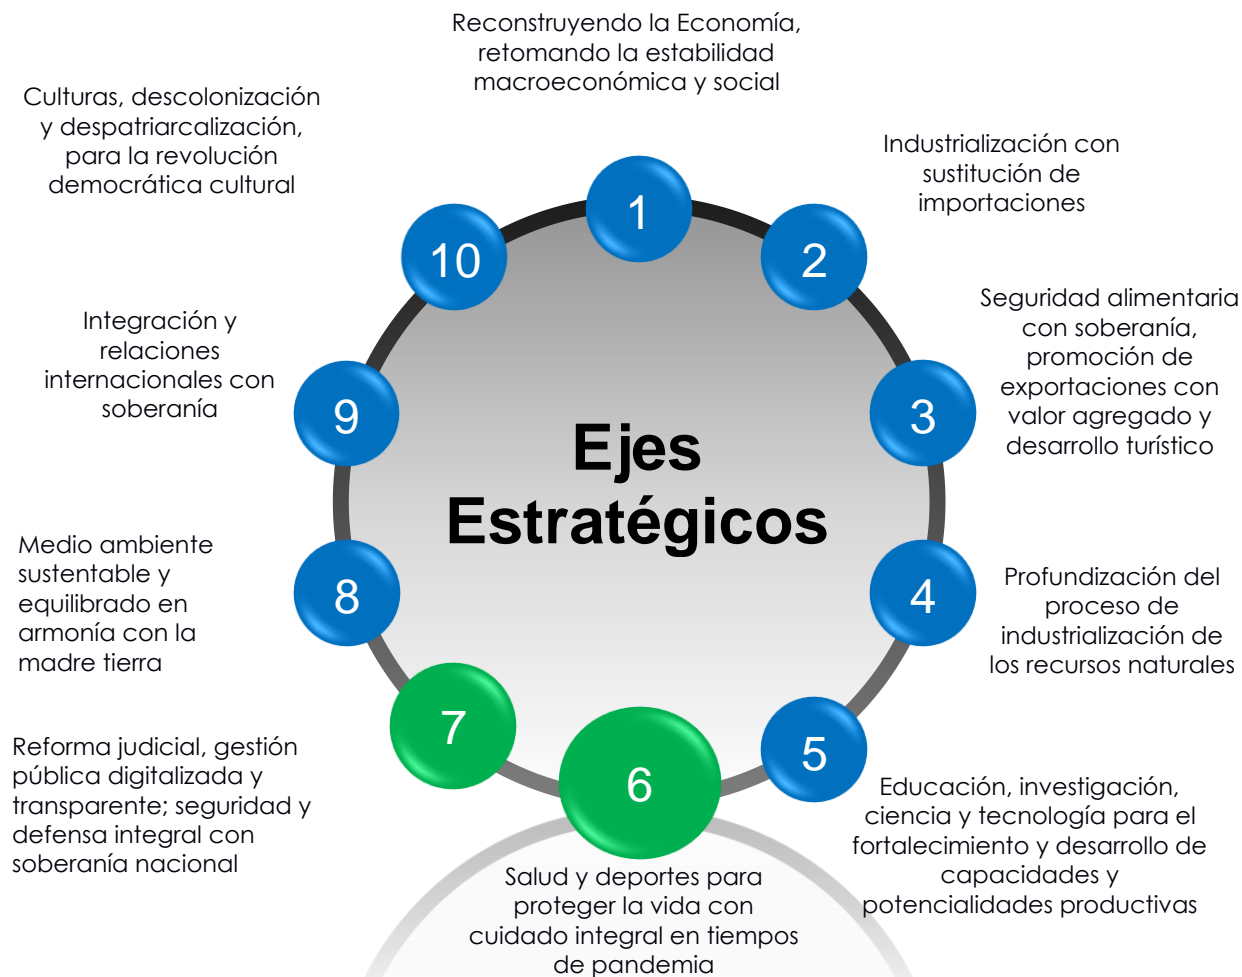 Ejes
Estratégicos
1
Reconstruyendo la Economía,
retomando la estabilidad
macroeconómica y social
2
Industrialización con
sustitución de
importaciones
3
Seguridad alimentaria
con soberanía,
promoción de
exportaciones con
valor agregado y
desarrollo turístico
4
Profundización del
proceso de
industrialización de
los recursos naturales
5
Educación, investigación,
ciencia y tecnología para el
fortalecimiento y desarrollo de
capacidades y
potencialidades productivas
6
Salud y deportes para
proteger la vida con
cuidado integral en tiempos
de pandemia
7
Reforma judicial, gestión
pública digitalizada y
transparente; seguridad y
defensa integral con
soberanía nacional
8
Medio ambiente
sustentable y
equilibrado en
armonía con la
madre tierra
9
Integración y
relaciones
internacionales con
soberanía
10
Culturas, descolonización
y despatriarcalización,
para la revolución
democrática cultural